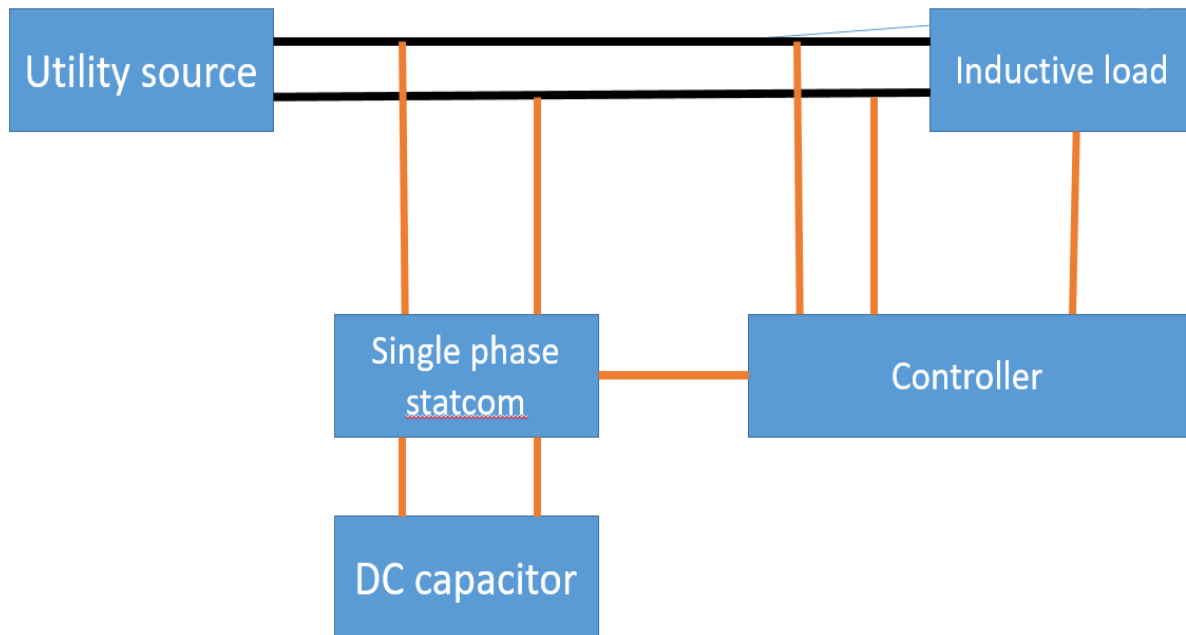 Utility source
Inductive load
Single phase
statcom
Controller
DC capacitor